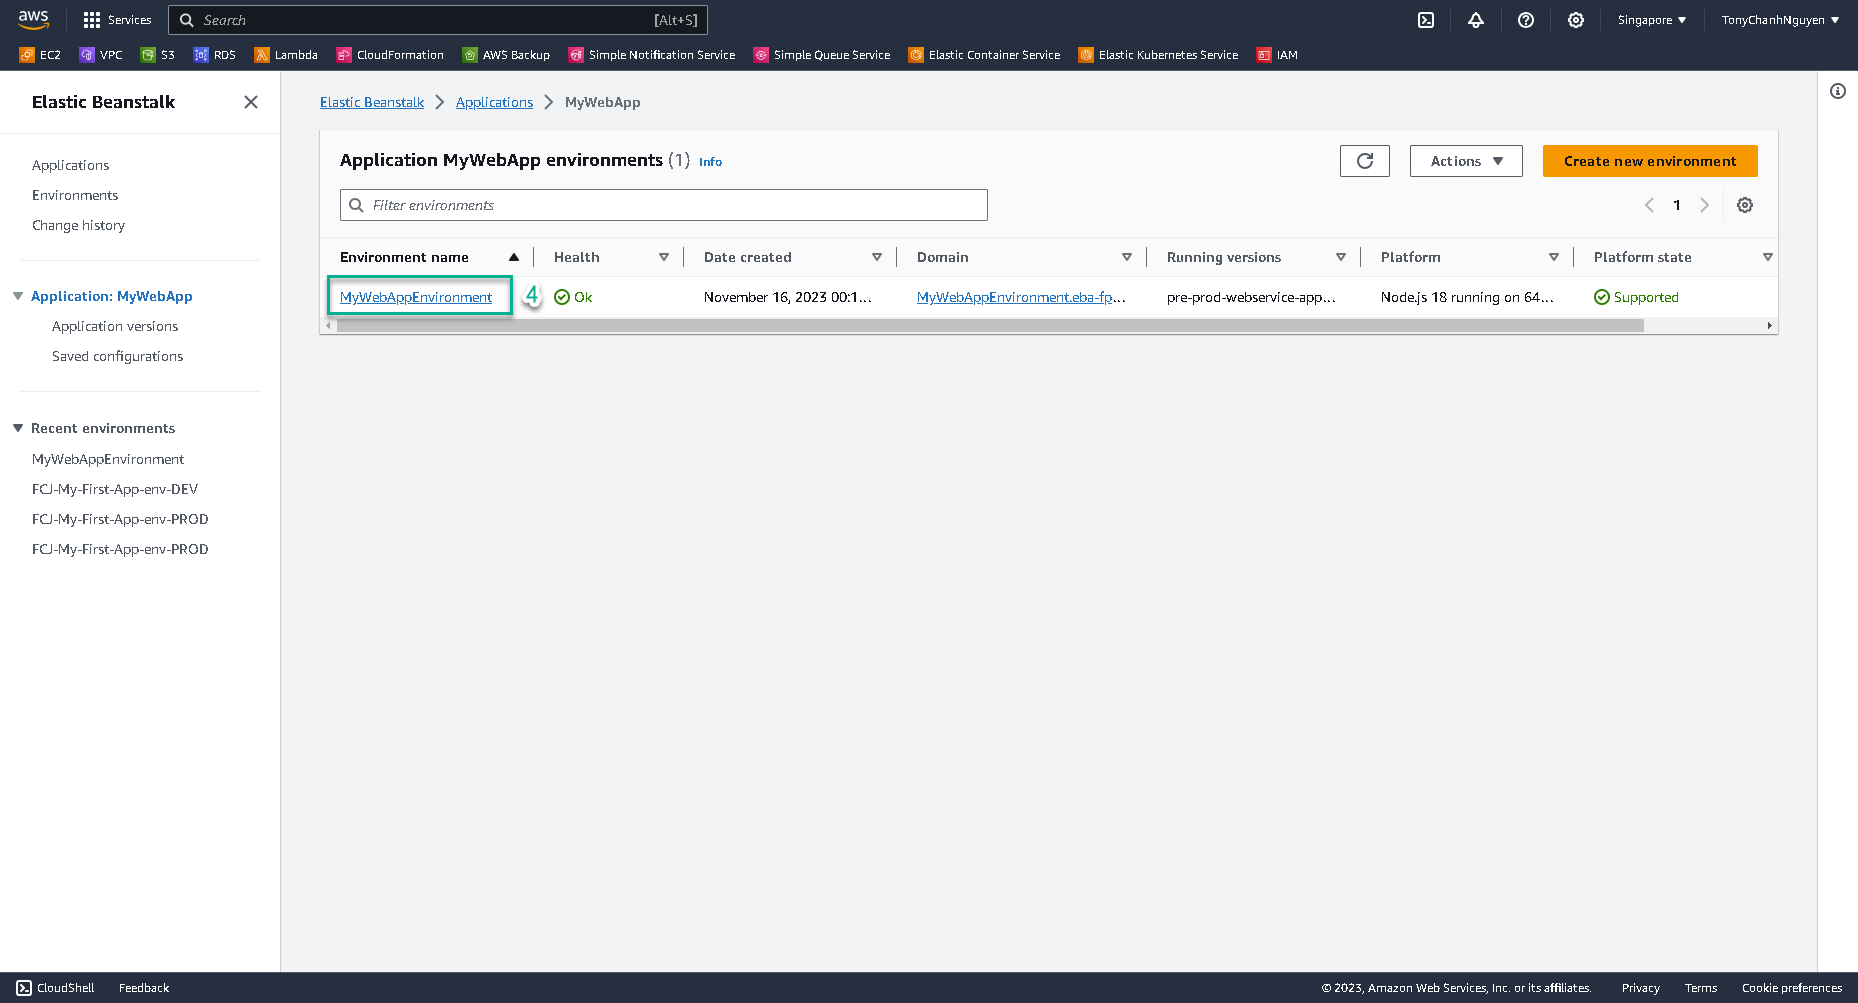 aws Services Search [Alt+S] Singapore TonyChanhNguyen
EC2 VPC S3 RDS Lambda CloudFormation AWS Backup Simple Notification Service Simple Queue Service Elastic Container Service Elastic Kubernetes Service IAM
Elastic Beanstalk
Applications
Environments
Change history
Application: MyWebApp
Application versions
Saved configurations
Recent environments
MyWebAppEnvironment
FCJ-My-First-App-env-DEV
FCJ-My-First-App-env-PROD
FCJ-My-First-App-env-PROD
Elastic Beanstalk Applications MyWebApp
Application MyWebApp environments (1) Info Actions Create new environment
Filter environments 1
Environment name Health Date created Domain Running versions Platform Platform state
MyWebAppEnvironment 4 Ok November 16, 2023 00:1... MyWebAppEnvironment.eba-fp... pre-prod-webservice-app... Node.js 18 running on 64... Supported
CloudShell Feedback © 2023, Amazon Web Services, Inc. or its affiliates. Privacy Terms Cookie preferences